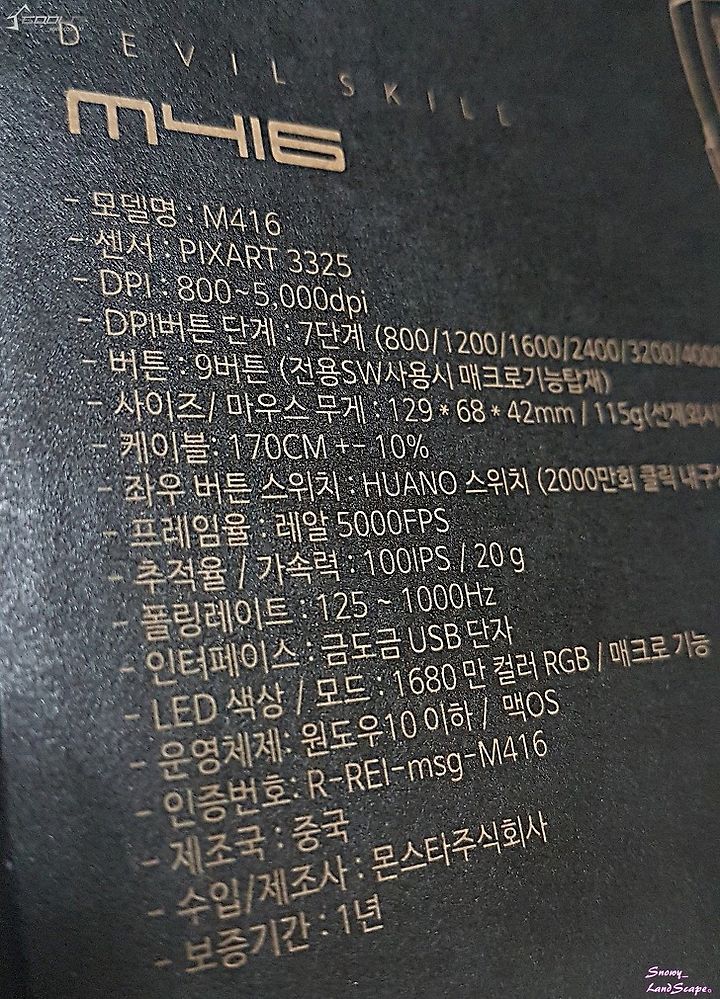 DEVIL SKILL
M416
- 모델명 : M416
- 센서 : PIXART 3325
- DPI : 800~5,000dpi
- DPI버튼 단계 : 7단계 (800/1200/1600/2400/3200/4000
- 버튼 : 9버튼 (전용SW사용시 매크로기능탑재)
- 사이즈/ 마우스 무게 : 129 * 68 * 42mm / 115g(선제외시
- 케이블: 170CM +- 10%
- 좌우 버튼 스위치 : HUANO 스위치 (2000만회 클릭 내구
- 프레임율 : 레알 5000FPS
- 추적율 / 가속력 : 100IPS / 20 g
- 폴링레이트 : 125 ~ 1000Hz
- 인터페이스 : 금도금 USB 단자
- LED 색상 / 모드 : 1680 만 컬러 RGB / 매크로 기능
- 운영체제: 윈도우10 이하 / 맥OS
- 인증번호: R-REI-msg-M416
- 제조국 : 중국
- 수입/제조사 : 몬스타주식회사
- 보증기간 : 1년
Snowy_
LandScape。